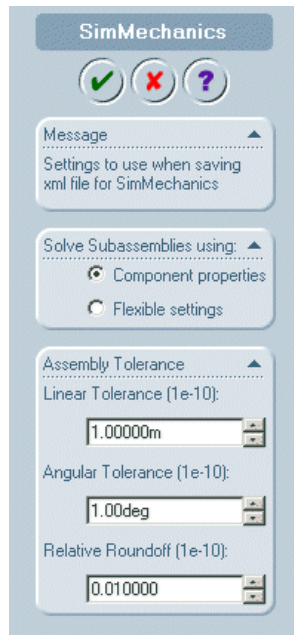 SimMechanics
?
Message
Settings to use when saving
xml file for SimMechanics
Solve Subassemblies using:
Component properties
Flexible settings
Assembly Tolerance
Linear Tolerance (1e-10):
1.00000m
Angular Tolerance (1e-10):
1.00deg
Relative Roundoff (1e-10):
0.010000